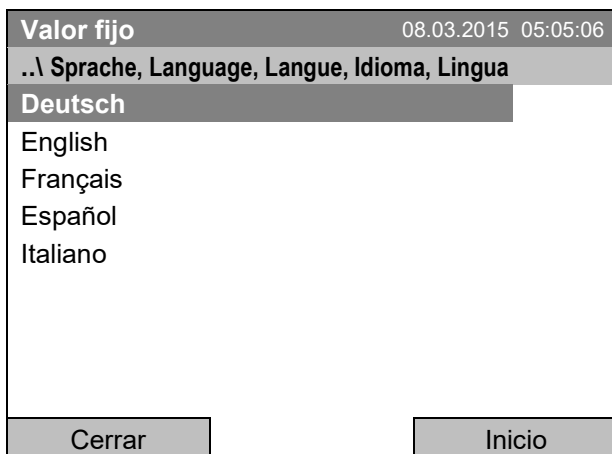 Valor fijo 08.03.2015 05:05:06
..\ Sprache, Language, Langue, Idioma, Lingua
Deutsch
English
Français
Español
Italiano
Cerrar Inicio